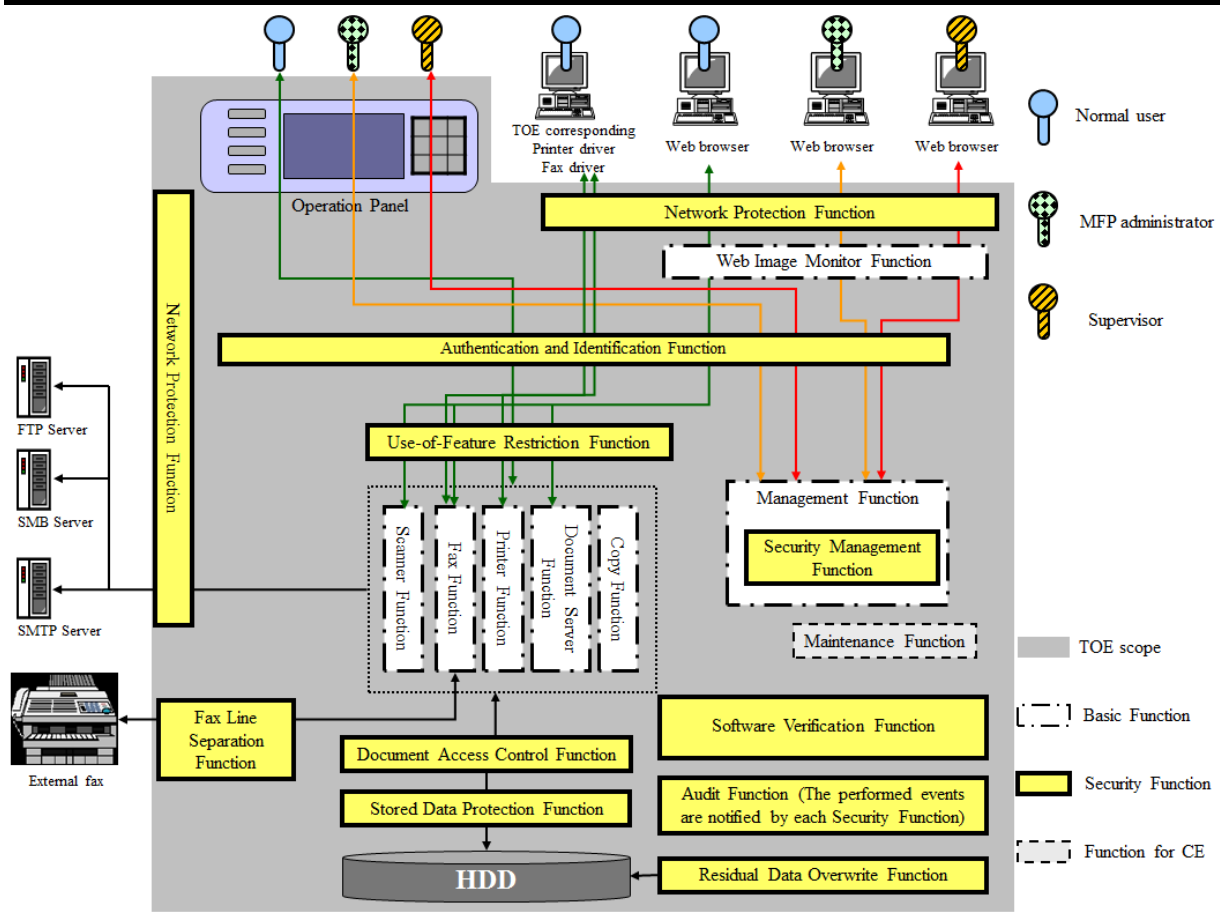 TOE corresponding
Printer driver
Fax driver
Web browser
Web browser
Web browser
Normal user
MFP administrator
Supervisor
Operation Panel
Network Protection Function
Web Image Monitor Function
Network Protection Function
Authentication and Identification Function
FTP Server
SMB Server
SMTP Server
Use-of-Feature Restriction Function
Scanner Function
Fax Function
Printer Function
Document Server
Function
Copy Function
Management Function
Security Management
Function
Maintenance Function
TOE scope
Basic Function
Security Function
Function for CE
External fax
Fax Line
Separation
Function
Document Access Control Function
Stored Data Protection Function
HDD
Software Verification Function
Audit Function (The performed events
are notified by each Security Function)
Residual Data Overwrite Function